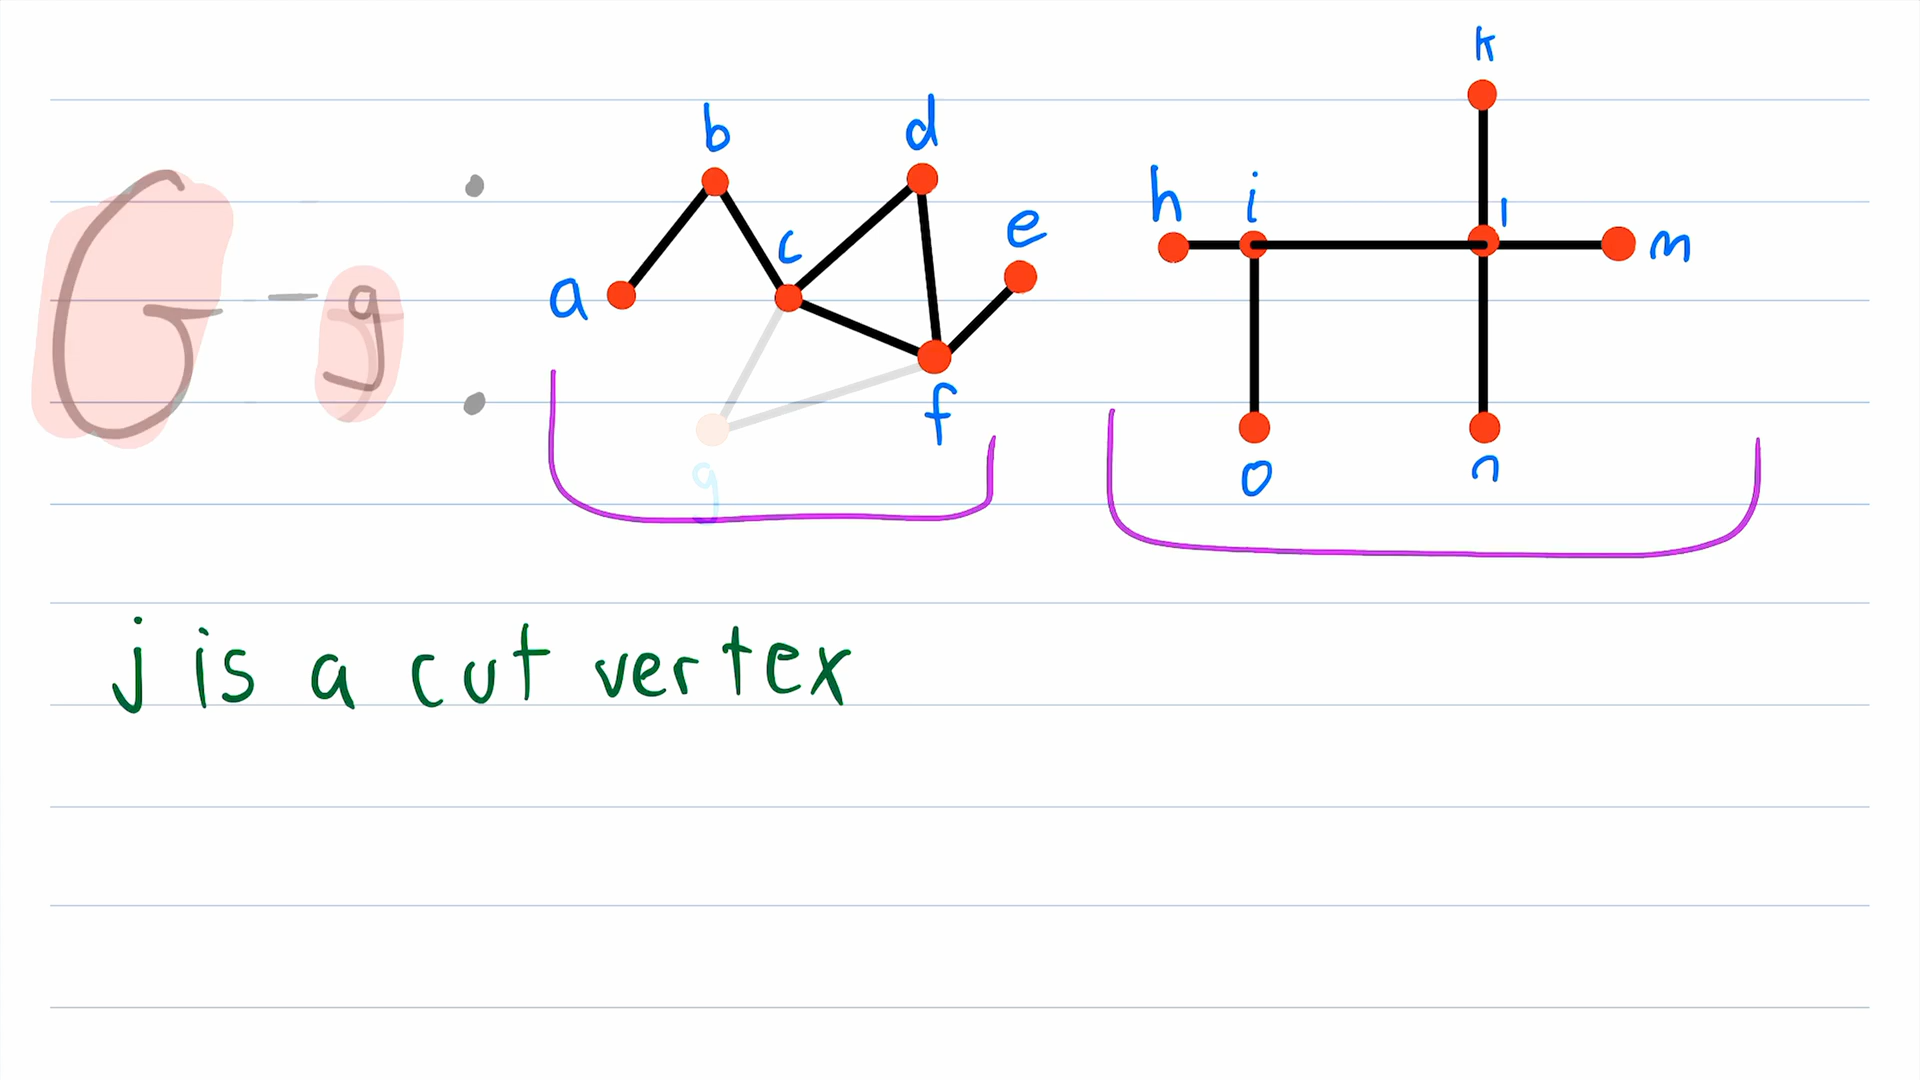 k
b d
h i l
G - g :
c e
a m
f
g o n
j is a cut vertex